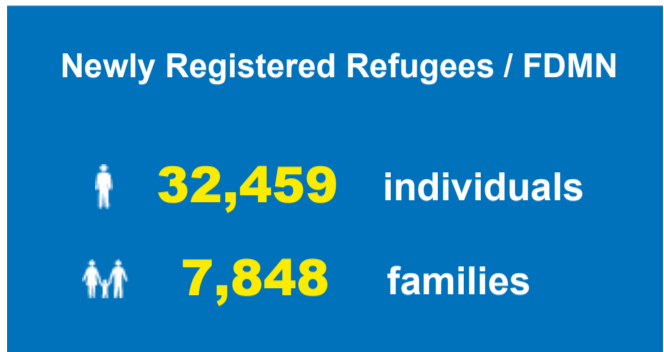 Newly Registered Refugees / FDMN
32,459 individuals
7,848 families